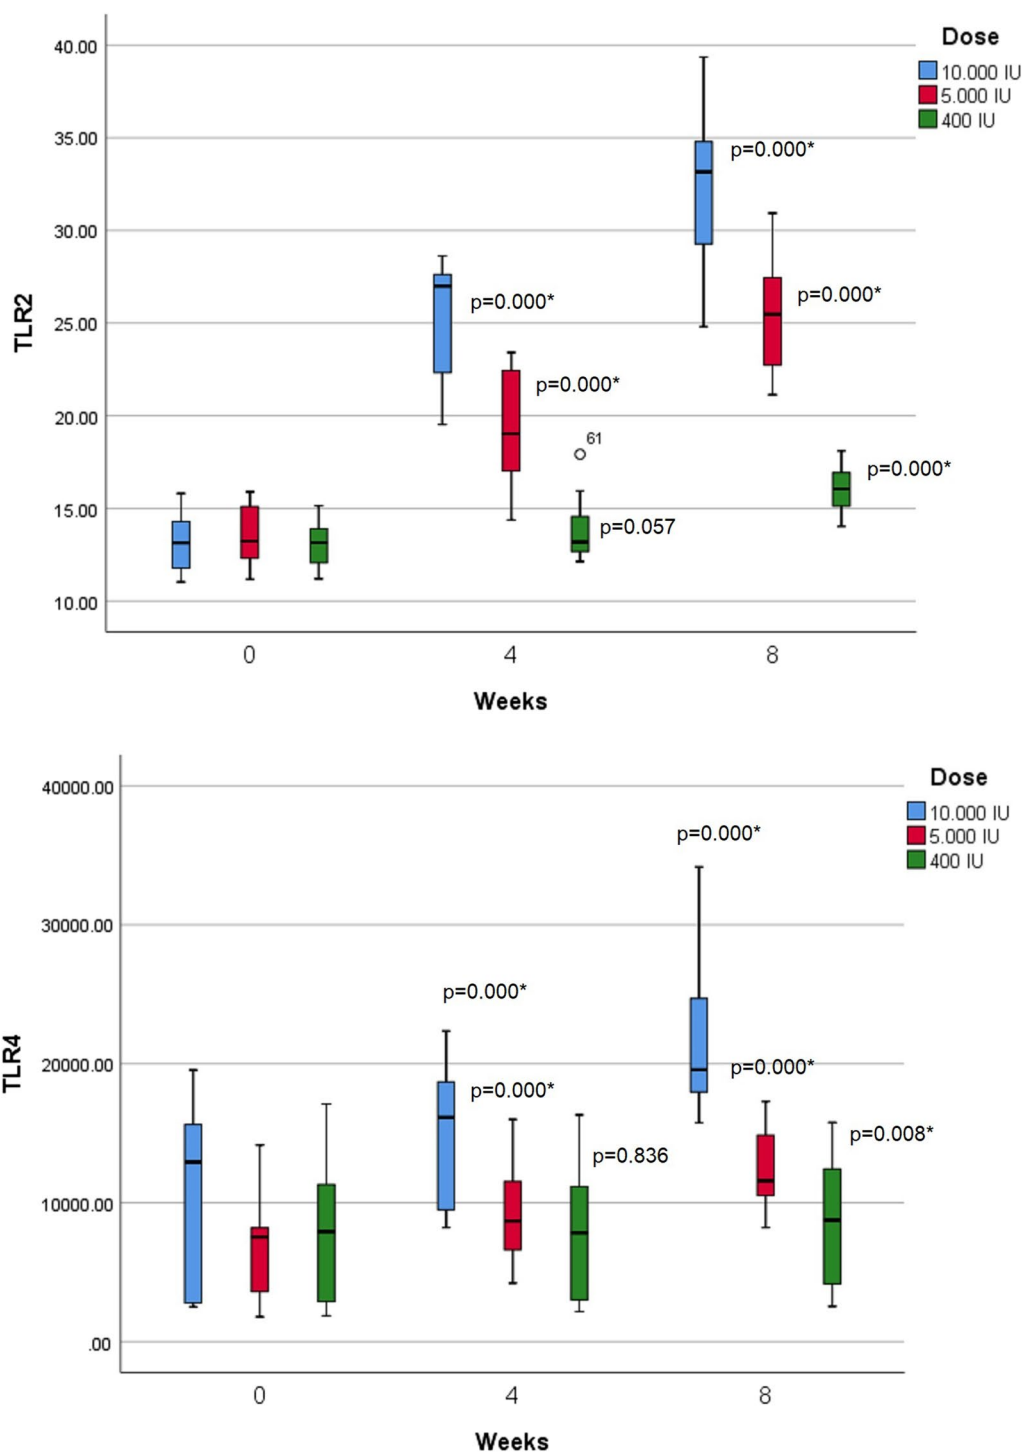 Dose
10.000 IU
5.000 IU
400 IU
40.00
35.00
30.00
25.00
20.00
15.00
10.00
TLR2
p=0.000*
p=0.000*
p=0.000*
p=0.000*
61
p=0.057
p=0.000*
0
4
8
Weeks
Dose
10.000 IU
5.000 IU
400 IU
40000.00
30000.00
20000.00
10000.00
.00
TLR4
p=0.000*
p=0.000*
p=0.000*
p=0.000*
p=0.836
p=0.008*
0
4
8
Weeks